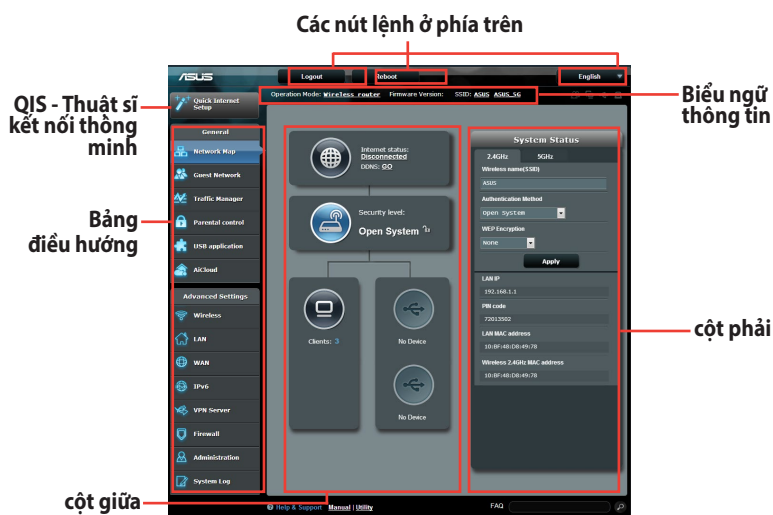 Các nút lệnh ở phía trên
ASUS
Logout
Reboot
English
QIS - Thuật sĩ
kết nối thông
minh
Quick Internet
Setup
Operation Mode: Wireless router Firmware Version: SSID: ASUS ASUS_5G
Biểu ngữ
thông tin
General
Network Map
Guest Network
Traffic Manager
Parental control
USB application
AiCloud
Bảng
điều hướng
Advanced Settings
Wireless
LAN
WAN
IPv6
VPN Server
Firewall
Administration
System Log
Internet status:
Disconnected
DDNS: GO
Security level:
Open System
Clients: 3
No Device
No Device
System Status
2.4GHz 5GHz
Wireless name(SSID)
ASUS
Authentication Method
Open System
WEP Encryption
None
Apply
LAN IP
192.168.1.1
PIN code
72013502
LAN MAC address
10:BF:48:D8:49:78
Wireless 2.4GHz MAC address
10:BF:48:D8:49:78
cột phải
cột giữa
Help & Support Manual | Utility FAQ